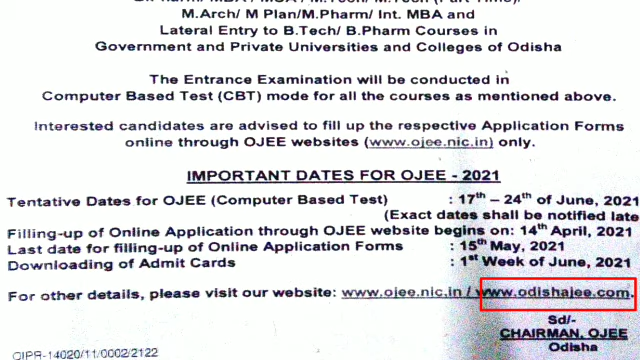 M.Arch/ M Plan/M.Pharm/ Int. MBA and
Lateral Entry to B.Tech/ B.Pharm Courses in
Government and Private Universities and Colleges of Odisha
The Entrance Examination will be conducted in
Computer Based Test (CBT) mode for all the courses as mentioned above.
Interested candidates are advised to fill up the respective Application Forms
online through OJEE websites (www.ojee.nic.in) only.
IMPORTANT DATES FOR OJEE - 2021
Tentative Dates for OJEE (Computer Based Test) : 17th – 24th of June, 2021
(Exact dates shall be notified late
Filling-up of Online Application through OJEE website begins on: 14th April, 2021
Last date for filling-up of Online Application Forms : 15th May, 2021
Downloading of Admit Cards : 1st Week of June, 2021
For other details, please visit our website: www.ojee.nic.in / www.odishajee.com.
Sd/-
CHAIRMAN, OJEE
Odisha
OIPR-14020/11/0002/2122